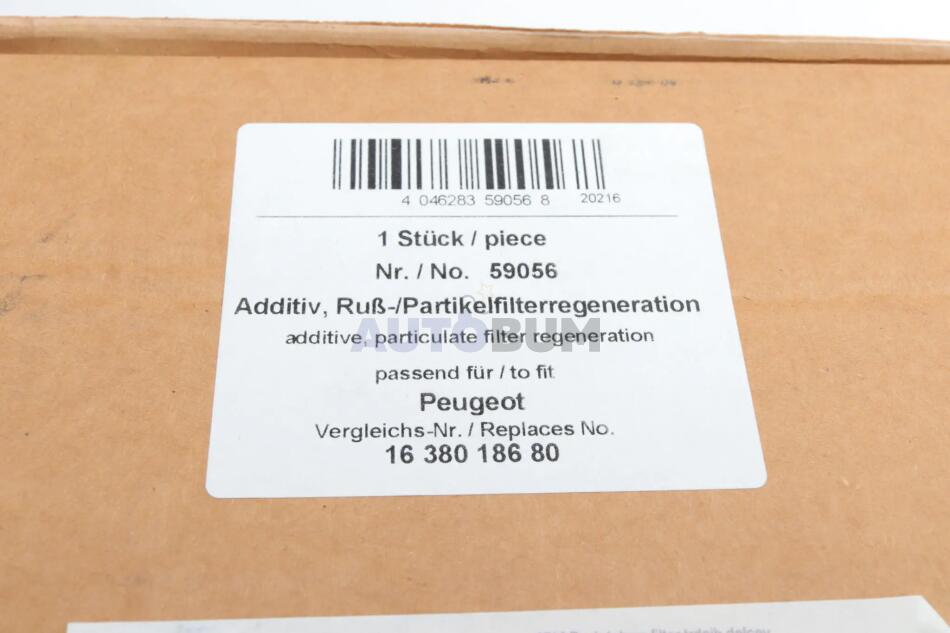 4 046283 59056 8 20216
1 Stück / piece
Nr. / No. 59056
Additiv, Ruß-/Partikelfilterregeneration
additive, particulate filter regeneration
AUTOBUM
passend für / to fit
Peugeot
Vergleichs-Nr. / Replaces No.
16 380 186 80